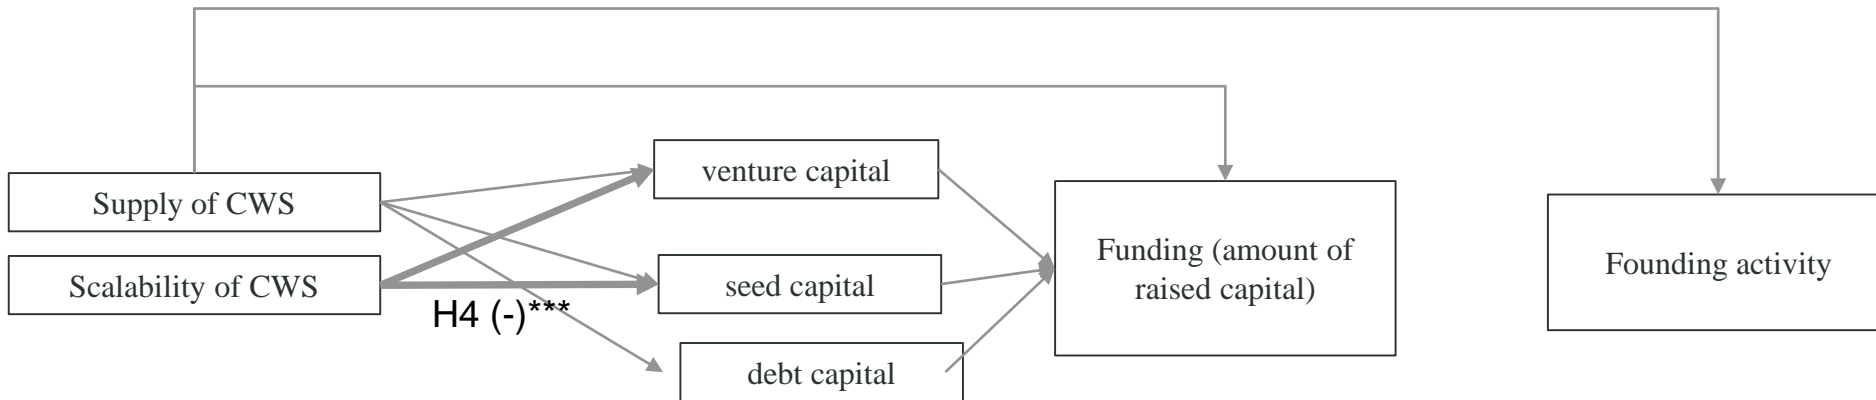 venture capital
Supply of CWS
Funding (amount of
raised capital)
Founding activity
Scalability of CWS
seed capital
H4 (-)***
debt capital